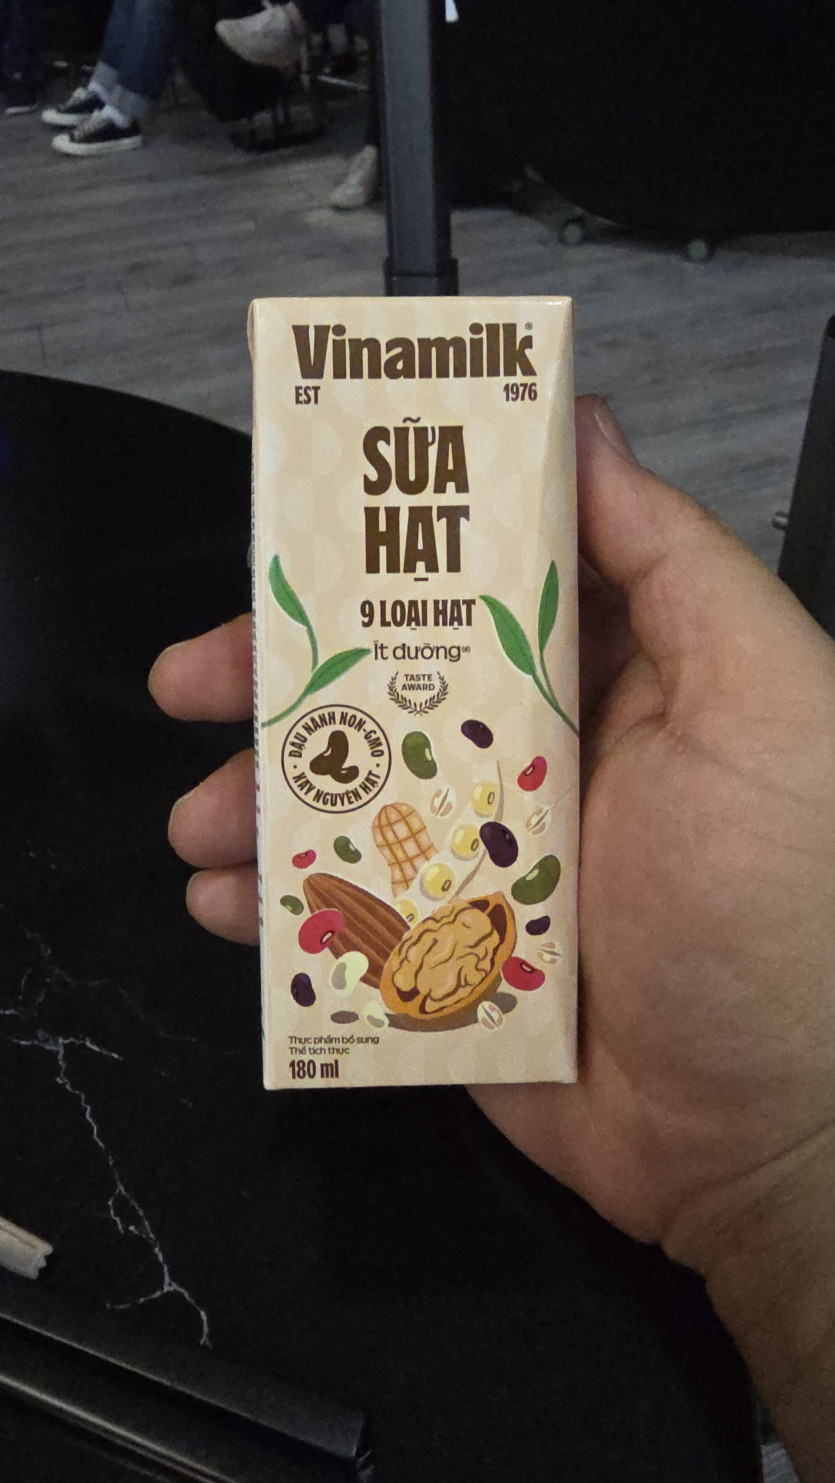 Vinamilk®
EST 1976
SỮA
HẠT
9 LOẠI HẠT
Ít đường
TASTE
AWARD
ĐẬU NÀNH NON-GMO
XAY NGUYÊN HẠT
Thực phẩm bổ sung
Thể tích thực
180 ml